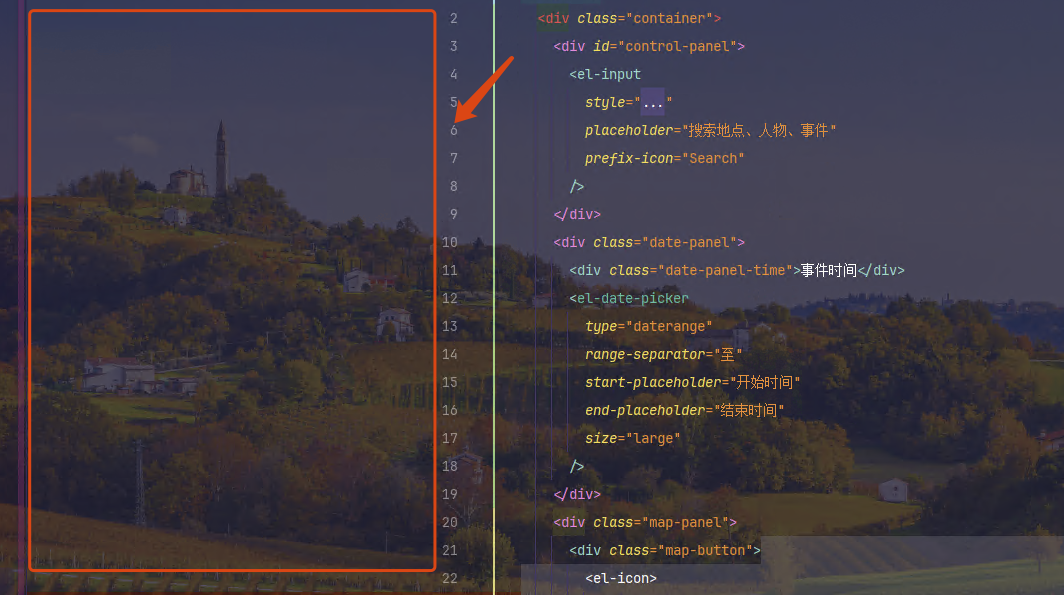 2 <div class="container">
3 <div id="control-panel">
4 <el-input
5 style="..."
6 placeholder="搜索地点、人物、事件"
7 prefix-icon="Search"
8 />
9 </div>
10 <div class="date-panel">
11 <div class="date-panel-time">事件时间</div>
12 <el-date-picker
13 type="daterange"
14 range-separator="至"
15 start-placeholder="开始时间"
16 end-placeholder="结束时间"
17 size="large"
18 />
19 </div>
20 <div class="map-panel">
21 <div class="map-button">
22 <el-icon>